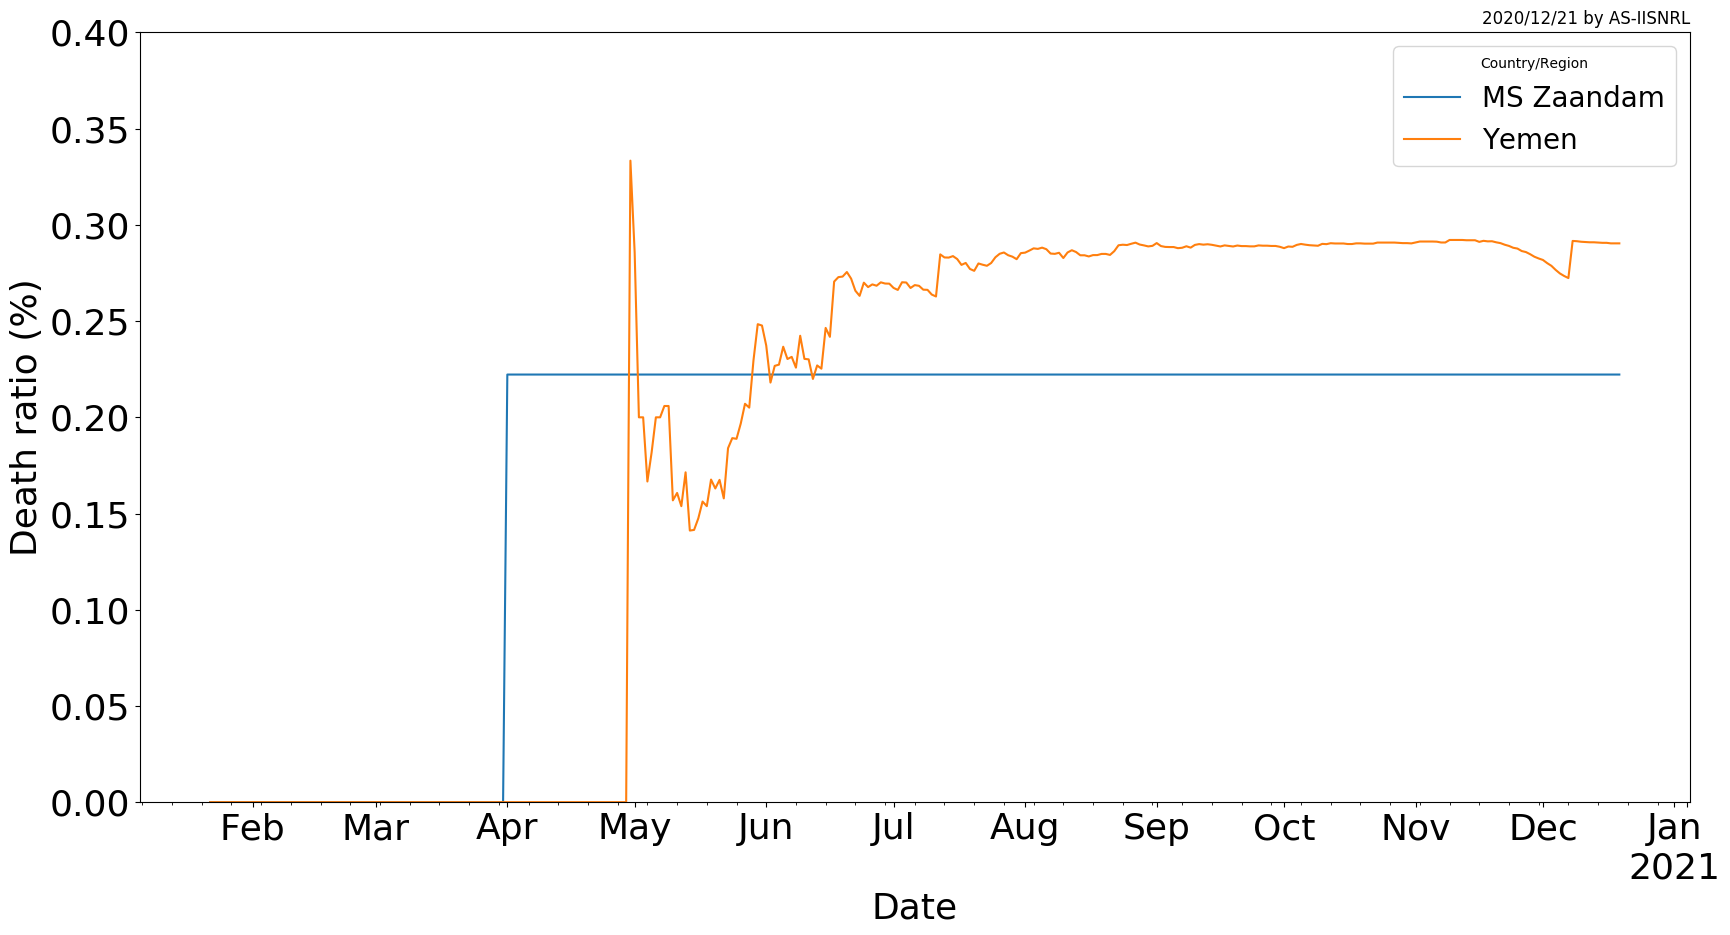 2020/12/21 by AS-IISNRL
Country/Region
MS Zaandam
Yemen
Death ratio (%)
0.40
0.35
0.30
0.25
0.20
0.15
0.10
0.05
0.00
Feb Mar Apr May Jun Jul Aug Sep Oct Nov Dec Jan
2021
Date